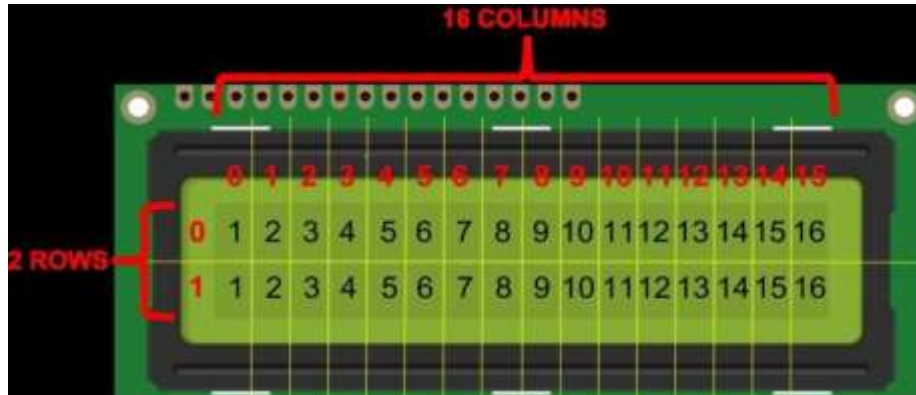 16 COLUMNS
0 1 2 3 4 5 6 7 8 9 10 11 12 13 14 15
0 1 2 3 4 5 6 7 8 9 10 11 12 13 14 15 16
2 ROWS
1 1 2 3 4 5 6 7 8 9 10 11 12 13 14 15 16